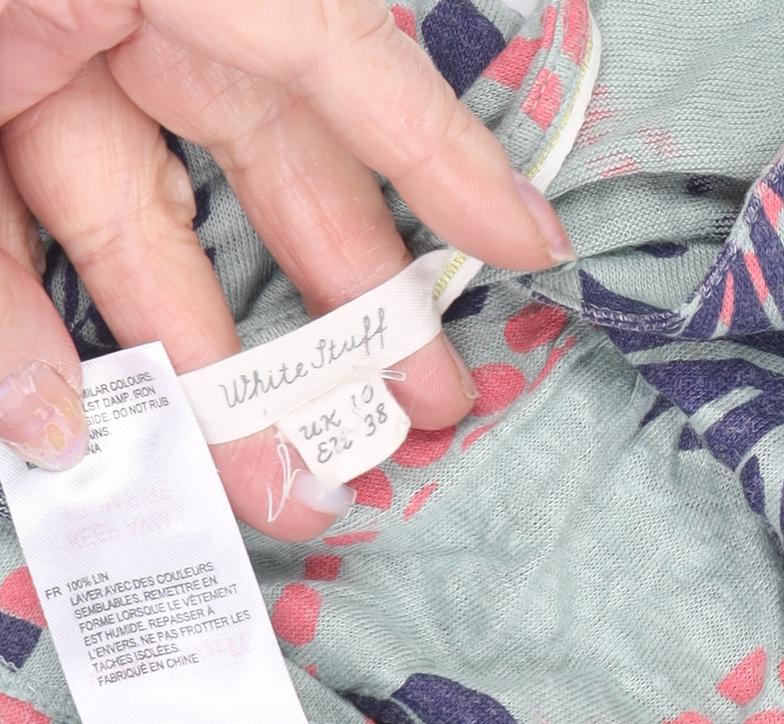 White Stuff
UK 10
EU 38
MILAR COLOURS.
LST DAMP. IRON
SIDE. DO NOT RUB
AINS.
NA
FR 100% LIN
LAVER AVEC DES COULEURS
SEMBLABLES. REMETTRE EN
FORME LORSQUE LE VÊTEMENT
EST HUMIDE. REPASSER À
L'ENVERS. NE PAS FROTTER LES
TACHES ISOLÉES.
FABRIQUÉ EN CHINE